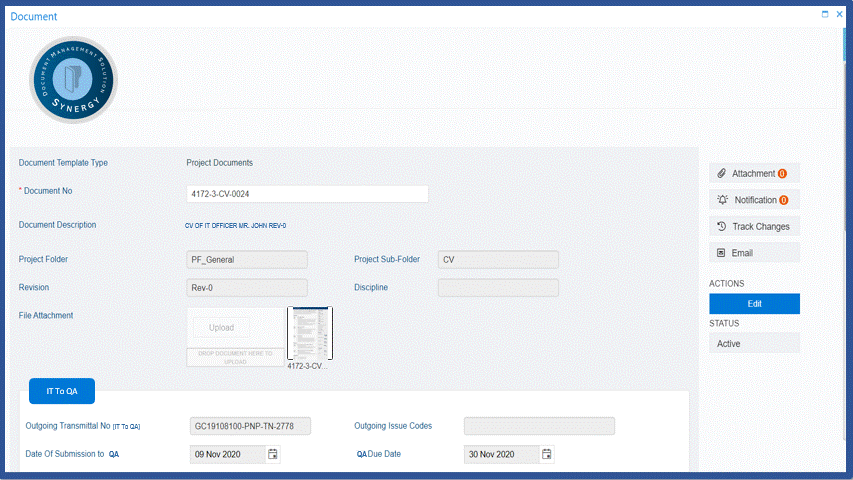 Document
DOCUMENT MANAGEMENT SOLUTION
SYNERGY
Document Template Type Project Documents
* Document No 4172-3-CV-0024
Document Description CV OF IT OFFICER MR. JOHN REV-0
Project Folder PF_General Project Sub-Folder CV
Revision Rev-0 Discipline
File Attachment Upload
DROP DOCUMENT HERE TO
UPLOAD
4172-3-CV...
Attachment 0
Notification 0
Track Changes
Email
ACTIONS
Edit
STATUS
Active
IT To QA
Outgoing Transmittal No (IT To QA) GC19108100-PNP-TN-2778 Outgoing Issue Codes
Date Of Submission to QA 09 Nov 2020 QA Due Date 30 Nov 2020